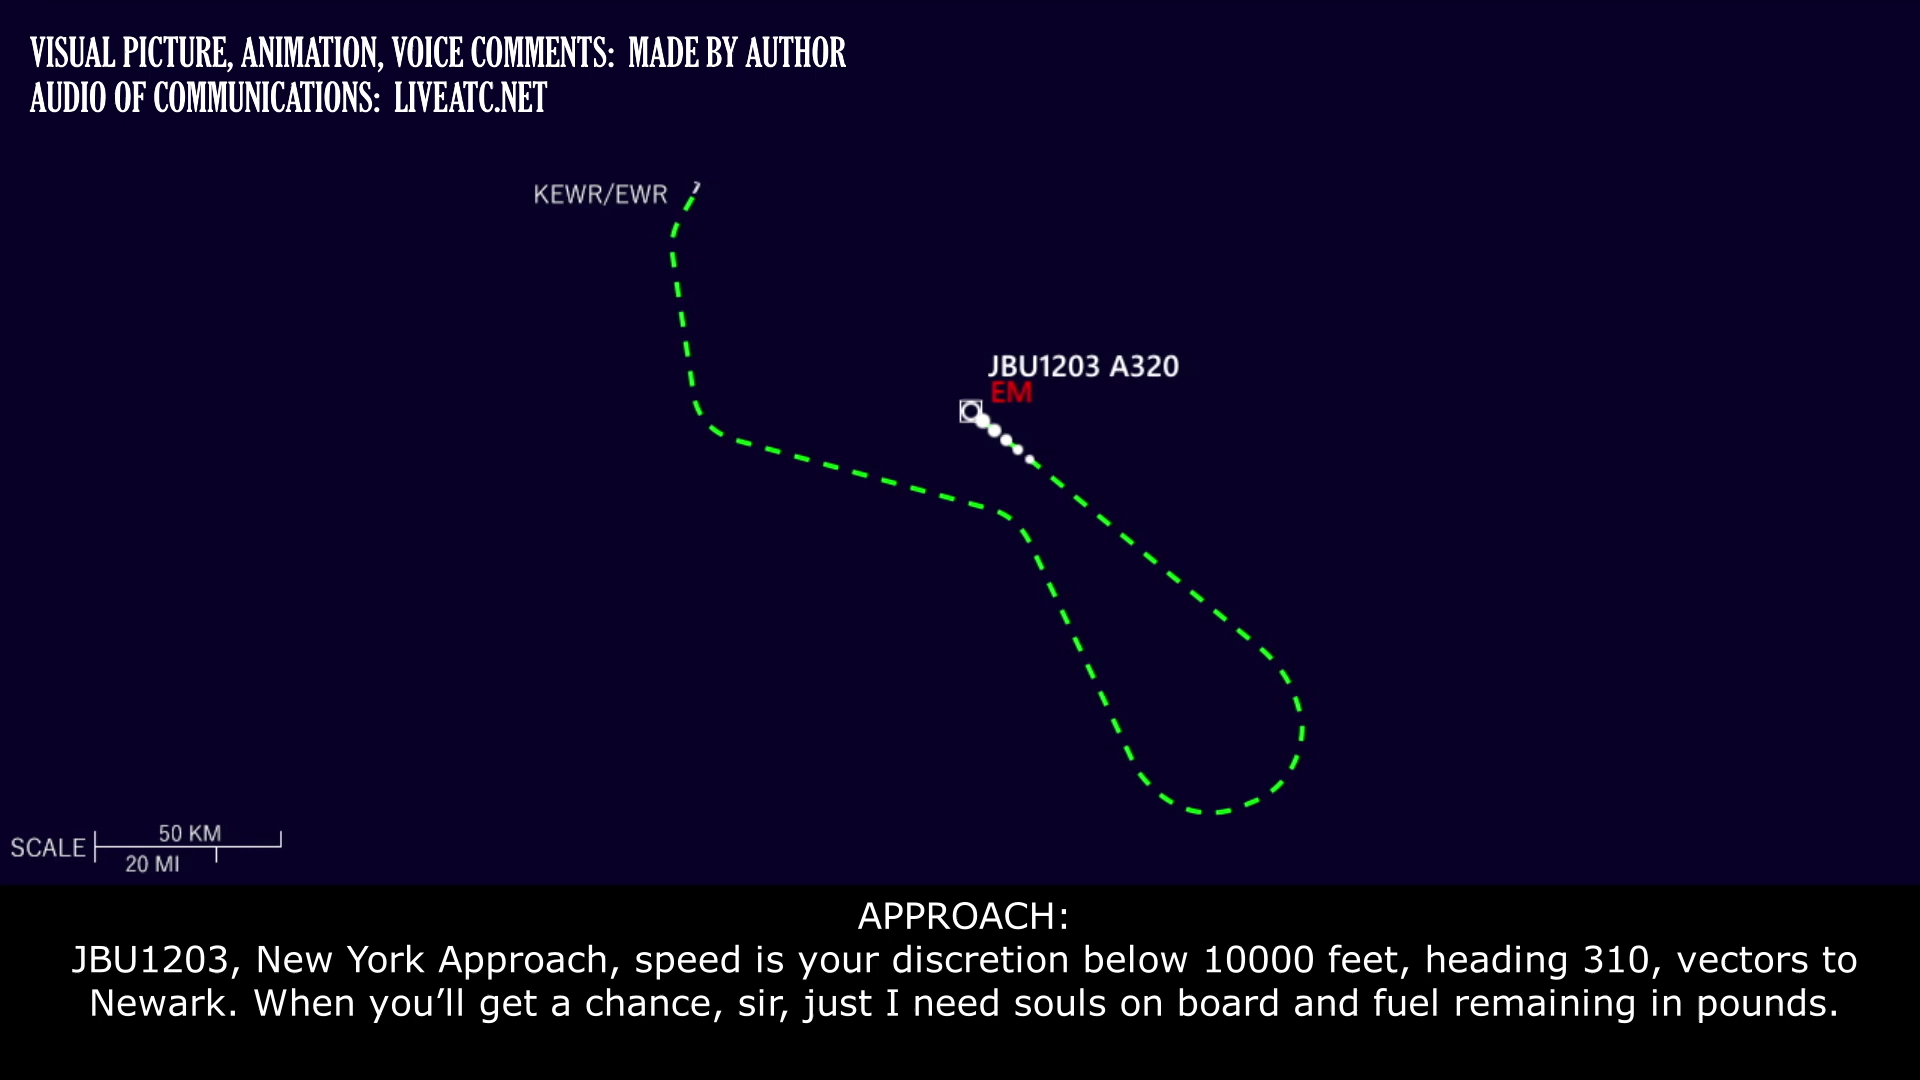 VISUAL PICTURE, ANIMATION, VOICE COMMENTS: MADE BY AUTHOR
AUDIO OF COMMUNICATIONS: LIVEATC.NET
KEWR/EWR
JBU1203 A320
EM
50 KM
SCALE
20 MI
APPROACH:
JBU1203, New York Approach, speed is your discretion below 10000 feet, heading 310, vectors to
Newark. When you’ll get a chance, sir, just I need souls on board and fuel remaining in pounds.